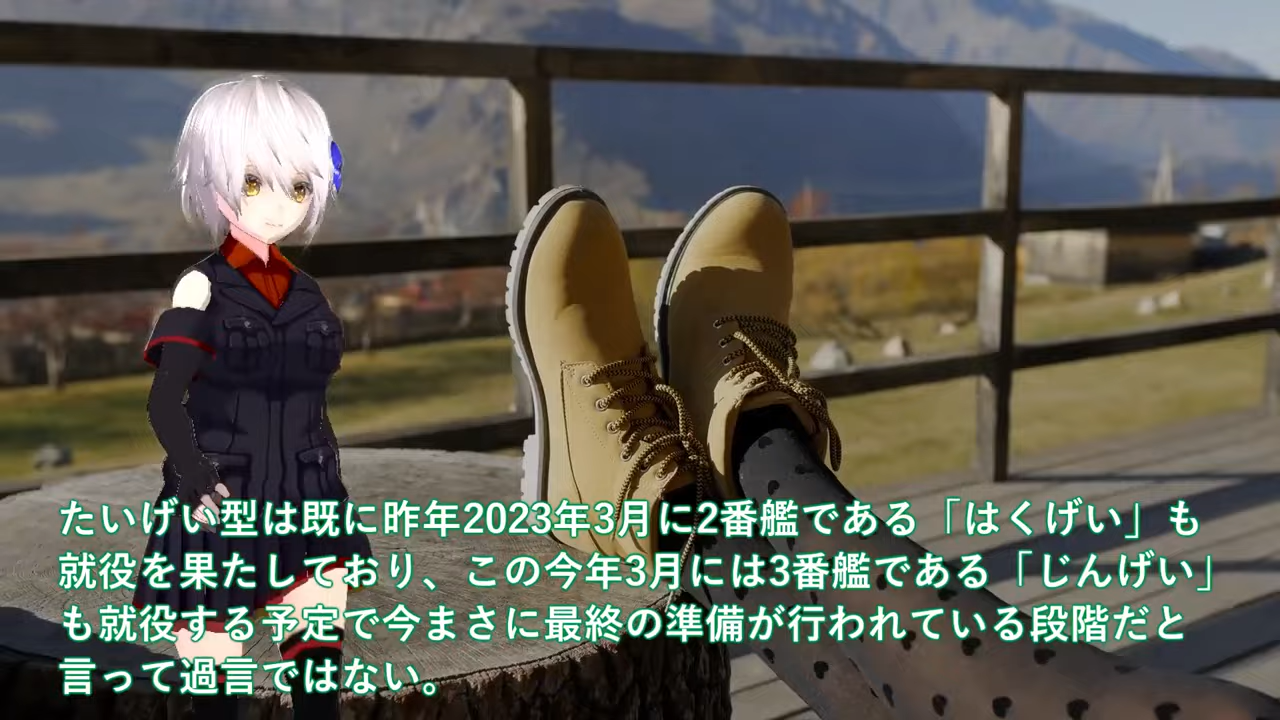 たいげい型は既に昨年2023年3月に2番艦である「はくげい」も
就役を果たしており、この今年3月には3番艦である「じんげい」
も就役する予定で今まさに最終の準備が行われている段階だと
言って過言ではない。